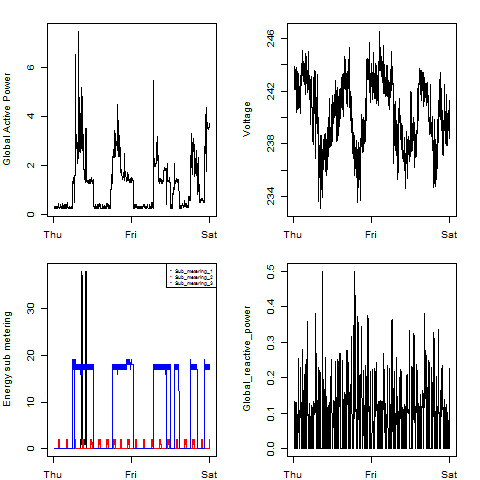 Global Active Power
6
4
2
0
Thu Fri Sat
Voltage
246
242
238
234
Thu Fri Sat
Energy sub metering
30
20
10
0
Sub_metering_1
Sub_metering_2
Sub_metering_3
Thu Fri Sat
Global_reactive_power
0.5
0.4
0.3
0.2
0.1
0.0
Thu Fri Sat